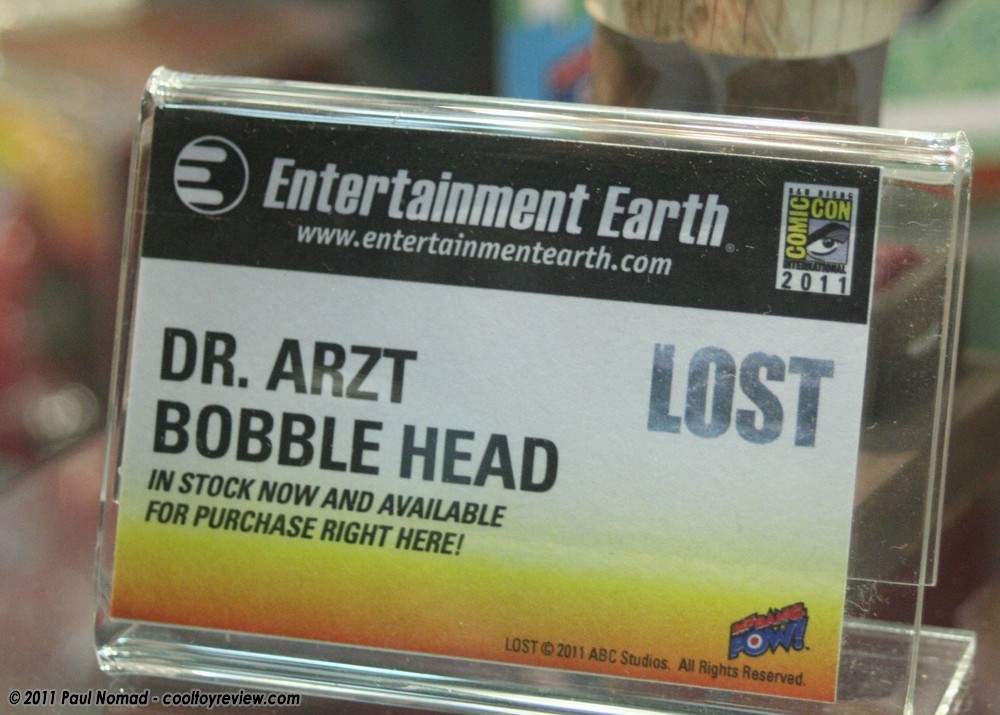 Entertainment Earth®
www.entertainmentearth.com
SAN DIEGO
COMIC CON
INTERNATIONAL
2011
DR. ARZT
BOBBLE HEAD
LOST
IN STOCK NOW AND AVAILABLE
FOR PURCHASE RIGHT HERE!
BIF BANG
POW!
LOST © 2011 ABC Studios. All Rights Reserved.
© 2011 Paul Nomad - cooltoyreview.com